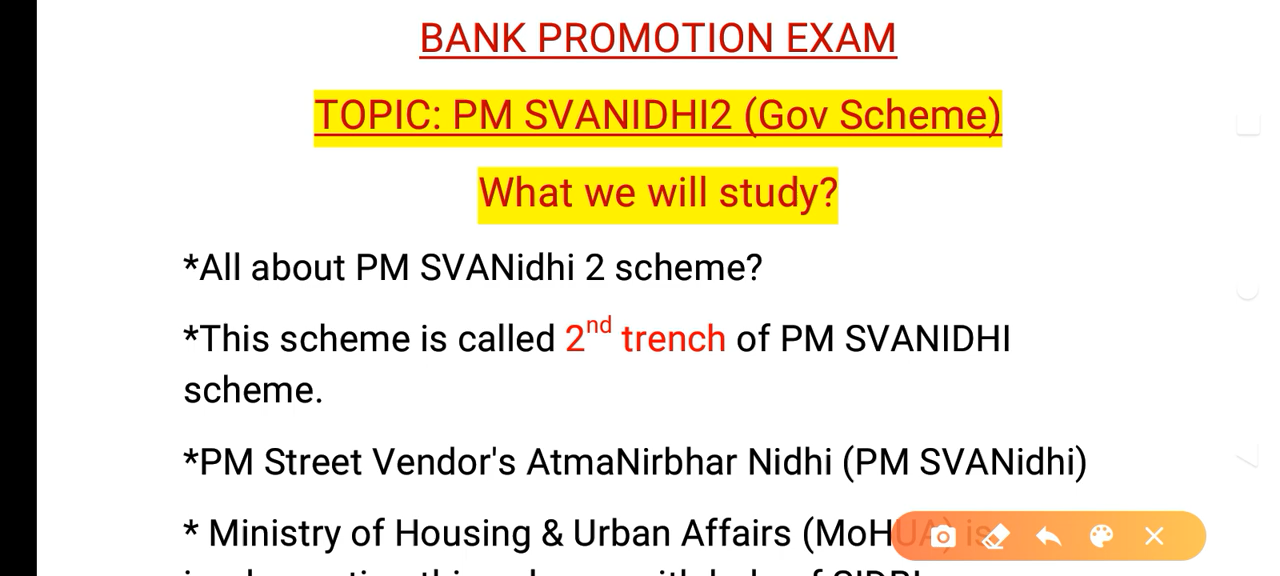 BANK PROMOTION EXAM
TOPIC: PM SVANIDHI2 (Gov Scheme)
What we will study?
*All about PM SVANidhi 2 scheme?
*This scheme is called 2nd trench of PM SVANIDHI
scheme.
*PM Street Vendor's AtmaNirbhar Nidhi (PM SVANidhi)
* Ministry of Housing & Urban Affairs (MoHUA) is